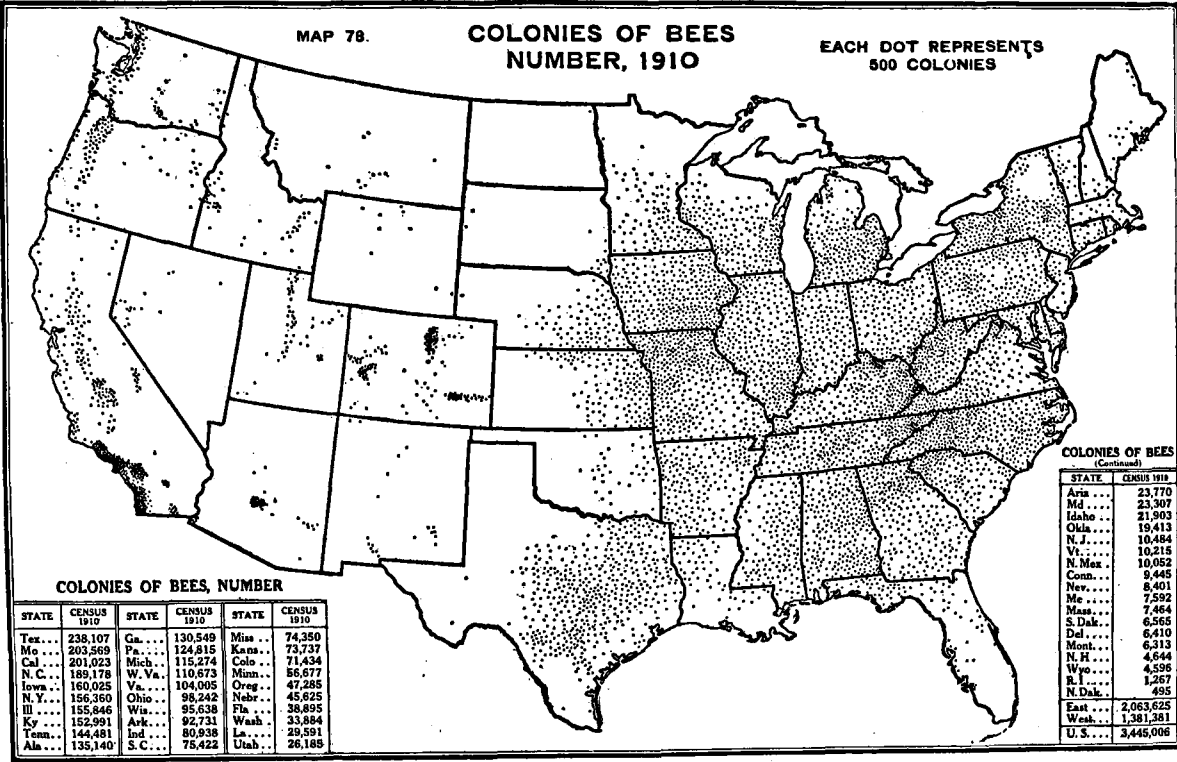 MAP 78.
COLONIES OF BEES
NUMBER, 1910
EACH DOT REPRESENTS
500 COLONIES
COLONIES OF BEES, NUMBER
STATE CENSUS 1910 STATE CENSUS 1910 STATE CENSUS 1910
Tex... 238,107 Ga.... 130,549 Miss .. 74,350
Mo ... 203,569 Pa..... 124,815 Kans.. 73,737
Cal ... 201,023 Mich.. 115,274 Colo .. 71,434
N. C... 189,178 W. Va. 110,673 Minn.. 56,677
Iowa.. 160,025 Va.... 104,005 Oreg .. 47,285
N. Y... 156,360 Ohio .. 98,242 Nebr.. 45,625
Ill .... 155,846 Wis... 95,638 Fla ... 38,895
Ky ... 152,991 Ark... 92,731 Wash . 33,884
Tenn.. 144,481 Ind ... 80,938 La.... 29,591
Ala... 135,140 S. C... 75,422 Utah.. 26,185
COLONIES OF BEES
(Continued)
STATE CENSUS 1910
Ariz .... 23,770
Md .... 23,307
Idaho ... 21,903
Okla ... 19,413
N. J.... 10,484
Vt..... 10,215
N. Mex . 10,052
Conn... 9,445
Nev.... 8,401
Me .... 7,592
Mass... 7,464
S. Dak.. 6,565
Del .... 6,410
Mont... 6,313
N. H ... 4,644
Wyo ... 4,596
R. I .... 1,267
N. Dak.. 495
East ... 2,063,625
West... 1,381,381
U. S.... 3,445,006